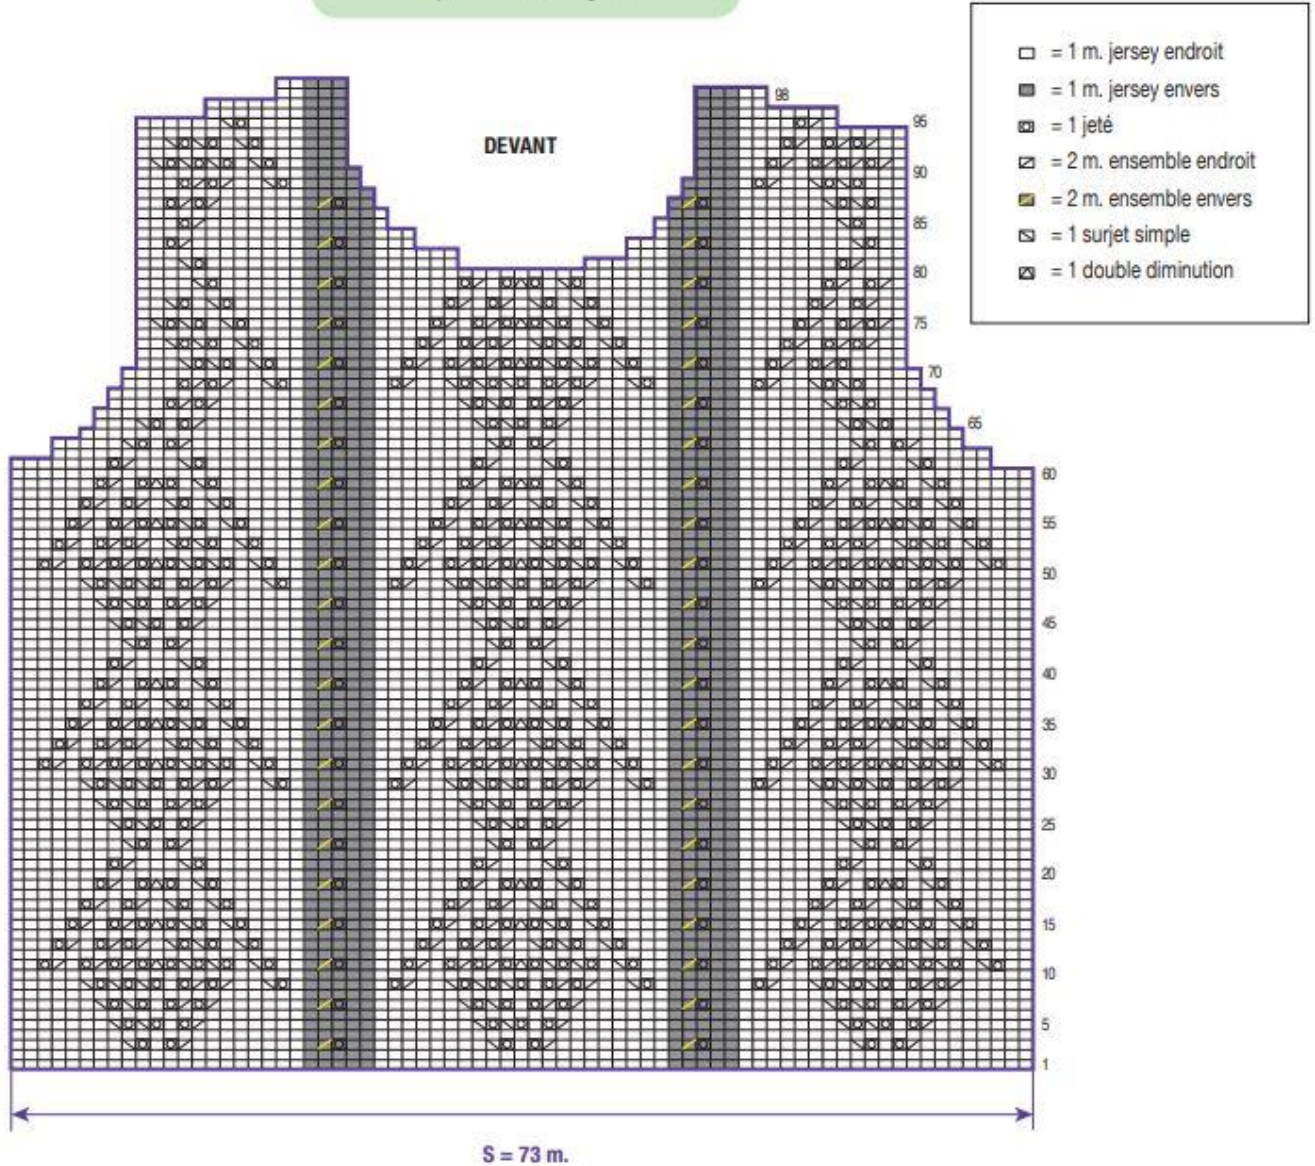 = 1 m. jersey endroit
= 1 m. jersey envers
= 1 jeté
= 2 m. ensemble endroit
= 2 m. ensemble envers
= 1 surjet simple
= 1 double diminution
DEVANT
98
95
90
85
80
75
70
65
60
55
50
45
40
35
30
25
20
15
10
5
1
S = 73 m.